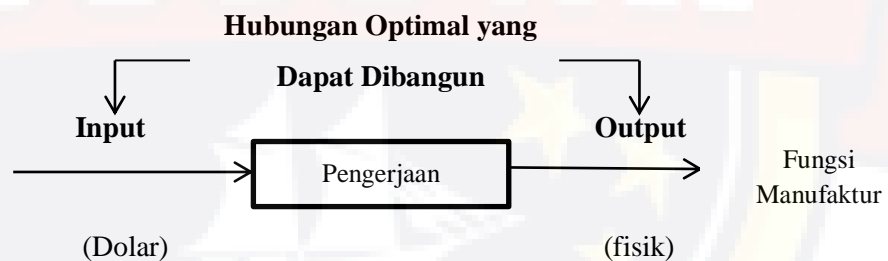 Hubungan Optimal yang
Dapat Dibangun
Input
Output
Pengerjaan
Fungsi
Manufaktur
(Dolar)
(fisik)